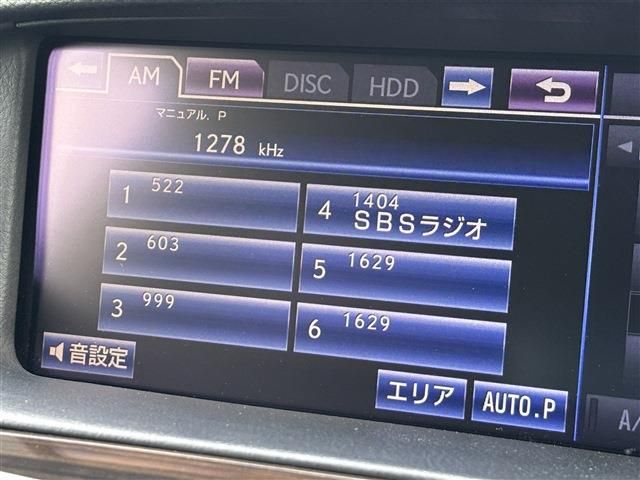 AM FM DISC HDD
マニュアル.P
1278 kHz
1 522
2 603
3 999
4 1404 SBSラジオ
5 1629
6 1629
音設定
エリア AUTO.P
A/